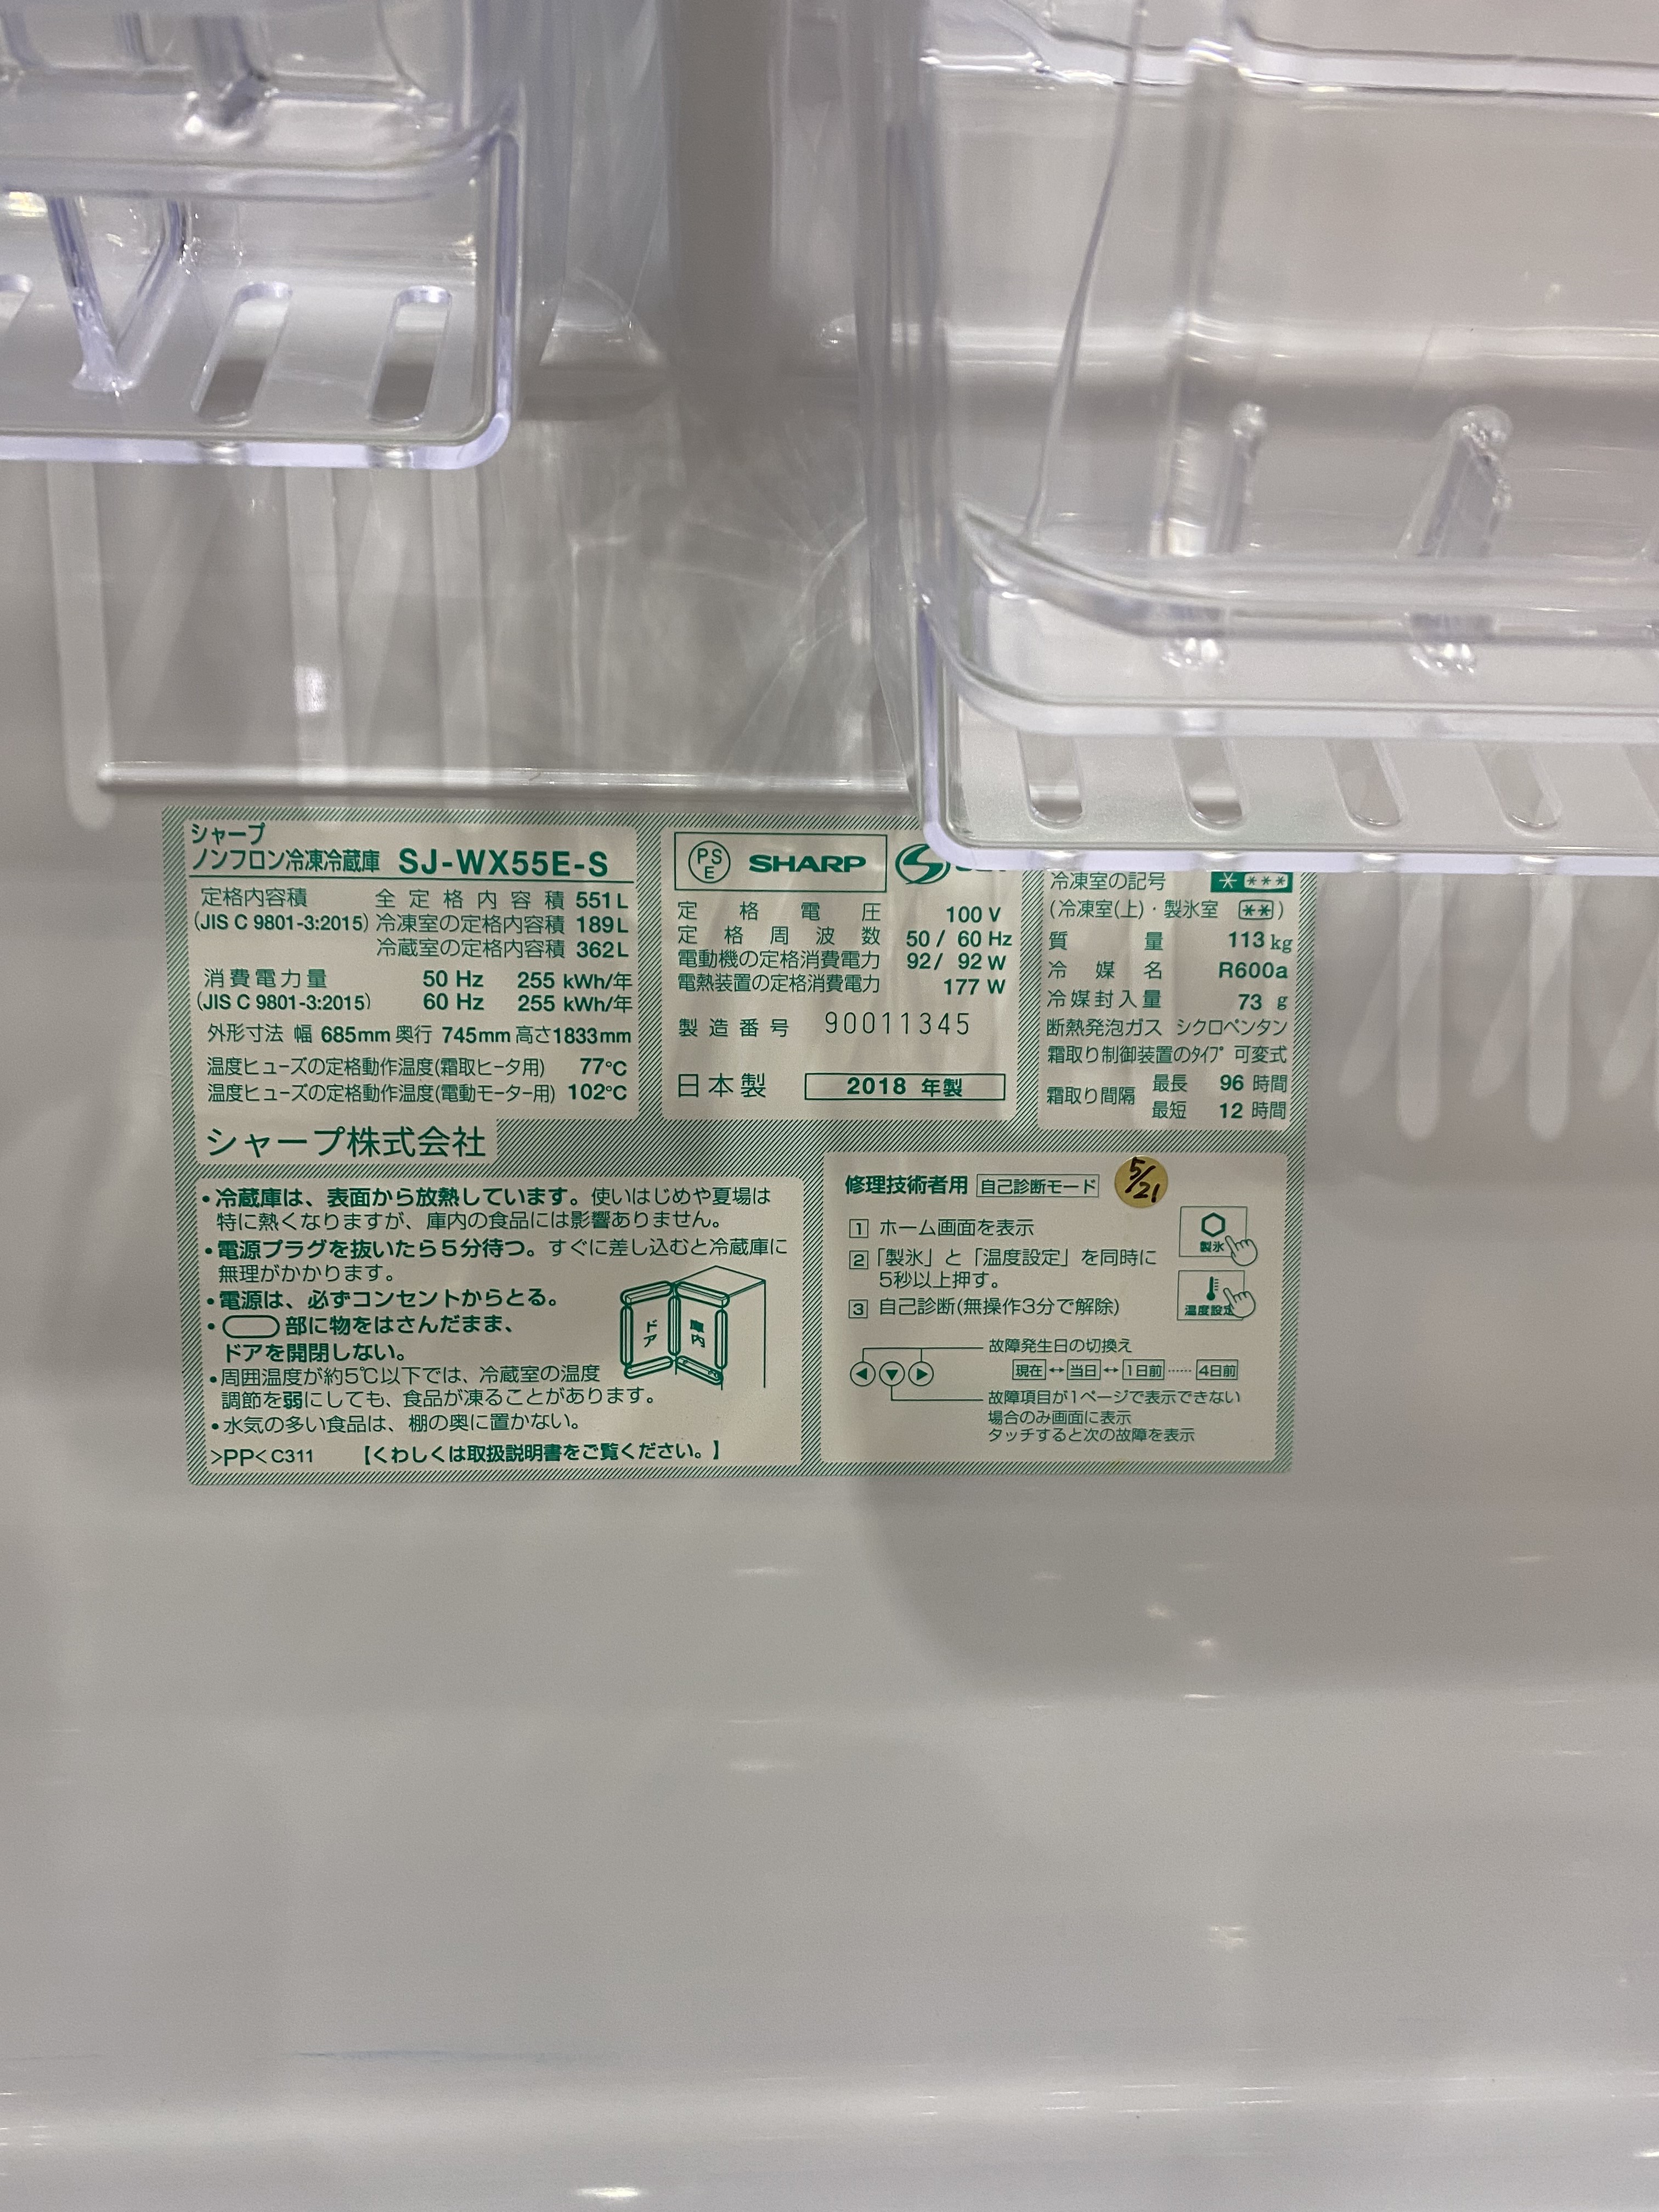 シャープ
ノンフロン冷凍冷蔵庫 SJ-WX55E-S
定格内容積 全定格内容積 551L
(JIS C 9801-3:2015) 冷凍室の定格内容積 189L
冷蔵室の定格内容積 362L
消費電力量 50 Hz 255 kWh/年
(JIS C 9801-3:2015) 60 Hz 255 kWh/年
外形寸法 幅 685mm 奥行 745mm 高さ1833mm
温度ヒューズの定格動作温度(霜取ヒータ用) 77℃
温度ヒューズの定格動作温度(電動モーター用) 102℃
シャープ株式会社
PS
E
SHARP
定格電圧 100 V
定格周波数 50/ 60 Hz
電動機の定格消費電力 92/ 92 W
電熱装置の定格消費電力 177 W
製造番号 90011345
日本製 2018 年製
冷凍室の記号 * ***
(冷凍室(上)・製氷室 **)
質量 113 kg
冷媒名 R600a
冷媒封入量 73 g
断熱発泡ガス シクロペンタン
霜取り制御装置のタイプ 可変式
霜取り間隔 最長 96 時間
最短 12 時間
•冷蔵庫は、表面から放熱しています。使いはじめや夏場は
特に熱くなりますが、庫内の食品には影響ありません。
•電源プラグを抜いたら5分待つ。すぐに差し込むと冷蔵庫に
無理がかかります。
•電源は、必ずコンセントからとる。
• 部に物をはさんだまま、
ドアを開閉しない。
•周囲温度が約5℃以下では、冷蔵室の温度
調節を弱にしても、食品が凍ることがあります。
•水気の多い食品は、棚の奥に置かない。
>PP< C311 【くわしくは取扱説明書をご覧ください。】
ドア
庫内
修理技術者用 自己診断モード
5/21
1 ホーム画面を表示
2 「製氷」と「温度設定」を同時に
5秒以上押す。
3 自己診断(無操作3分で解除)
製氷
温度設定
故障発生日の切換え
現在↔当日↔1日前……4日前
故障項目が1ページで表示できない
場合のみ画面に表示
タッチすると次の故障を表示